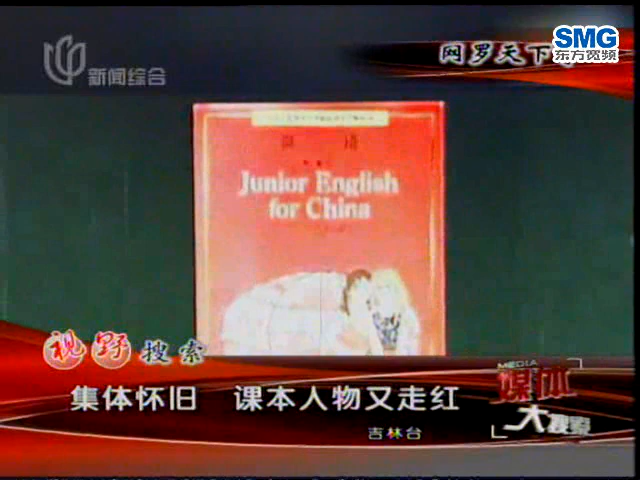 新闻综合
网罗天下
SMG
东方宽频
Junior English
for China
视野搜索
集体怀旧 课本人物又走红
MEDIA
媒体
大搜索
吉林台